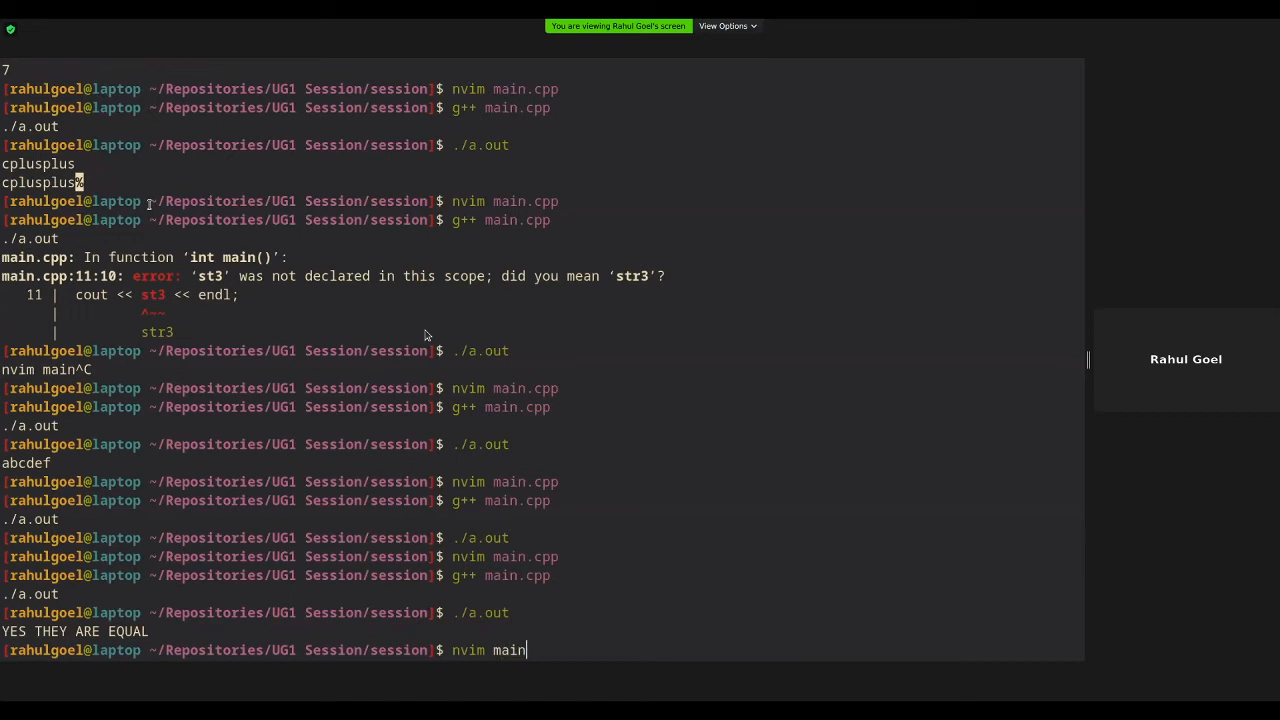 You are viewing Rahul Goel's screen View Options
7
[rahulgoel@laptop ~/Repositories/UG1 Session/session]$ nvim main.cpp
[rahulgoel@laptop ~/Repositories/UG1 Session/session]$ g++ main.cpp
./a.out
[rahulgoel@laptop ~/Repositories/UG1 Session/session]$ ./a.out
cplusplus
cplusplus%
[rahulgoel@laptop ~/Repositories/UG1 Session/session]$ nvim main.cpp
[rahulgoel@laptop ~/Repositories/UG1 Session/session]$ g++ main.cpp
./a.out
main.cpp: In function ‘int main()’:
main.cpp:11:10: error: ‘st3’ was not declared in this scope; did you mean ‘str3’?
11 | cout << st3 << endl;
| ^~~
| str3
[rahulgoel@laptop ~/Repositories/UG1 Session/session]$ ./a.out
nvim main^C
[rahulgoel@laptop ~/Repositories/UG1 Session/session]$ nvim main.cpp
[rahulgoel@laptop ~/Repositories/UG1 Session/session]$ g++ main.cpp
./a.out
[rahulgoel@laptop ~/Repositories/UG1 Session/session]$ ./a.out
abcdef
[rahulgoel@laptop ~/Repositories/UG1 Session/session]$ nvim main.cpp
[rahulgoel@laptop ~/Repositories/UG1 Session/session]$ g++ main.cpp
./a.out
[rahulgoel@laptop ~/Repositories/UG1 Session/session]$ ./a.out
[rahulgoel@laptop ~/Repositories/UG1 Session/session]$ nvim main.cpp
[rahulgoel@laptop ~/Repositories/UG1 Session/session]$ g++ main.cpp
./a.out
[rahulgoel@laptop ~/Repositories/UG1 Session/session]$ ./a.out
YES THEY ARE EQUAL
[rahulgoel@laptop ~/Repositories/UG1 Session/session]$ nvim main
Rahul Goel